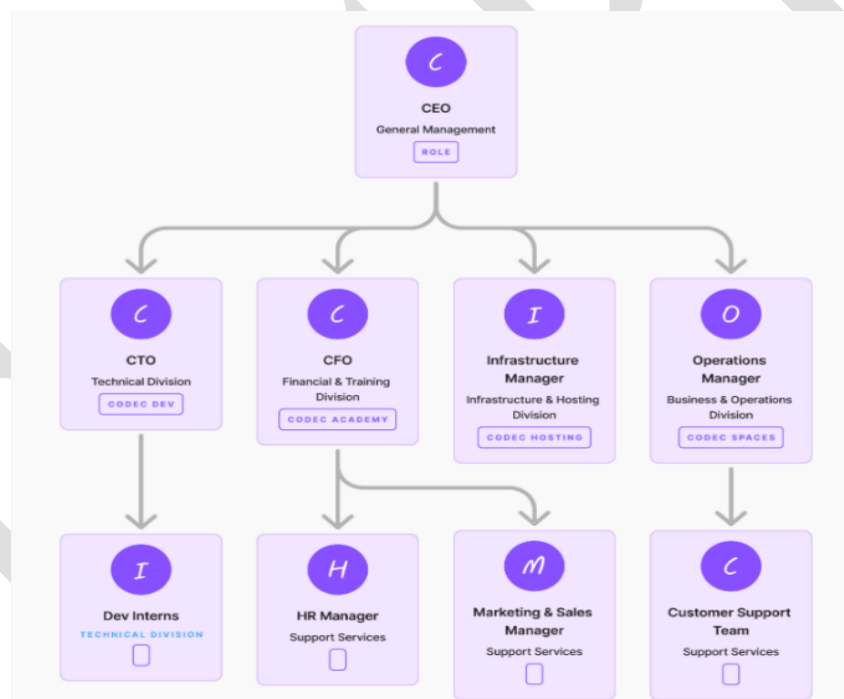 C
CEO
General Management
ROLE
C
CTO
Technical Division
CODEC DEV
C
CFO
Financial & Training
Division
CODEC ACADEMY
I
Infrastructure
Manager
Infrastructure & Hosting
Division
CODEC HOSTING
O
Operations
Manager
Business & Operations
Division
CODEC SPACES
I
Dev Interns
TECHNICAL DIVISION
H
HR Manager
Support Services
M
Marketing & Sales
Manager
Support Services
C
Customer Support
Team
Support Services